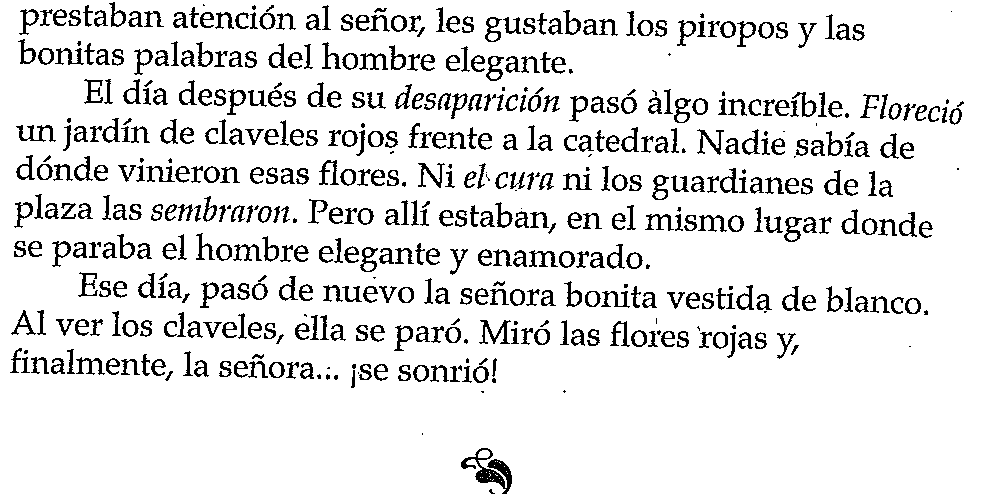 prestaban atención al señor, les gustaban los piropos y las
bonitas palabras del hombre elegante.
El día después de su desaparición pasó algo increíble. Floreció
un jardín de claveles rojos frente a la catedral. Nadie sabía de
dónde vinieron esas flores. Ni el cura ni los guardianes de la
plaza las sembraron. Pero allí estaban, en el mismo lugar donde
se paraba el hombre elegante y enamorado.
Ese día, pasó de nuevo la señora bonita vestida de blanco.
Al ver los claveles, ella se paró. Miró las flores rojas y,
finalmente, la señora... ¡se sonrió!